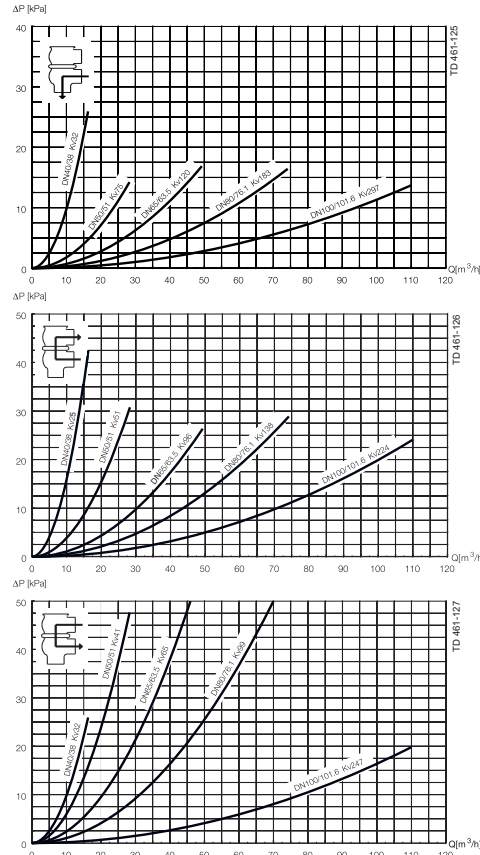 ΔP [kPa]
TD 461-125
40
30
20
10
0
DN40/38 Kv32
DN50/51 Kv75
DN65/63.5 Kv120
DN80/76.1 Kv183
DN100/101.6 Kv297
0 10 20 30 40 50 60 70 80 90 100 110 120
Q[m³/h]
ΔP [kPa]
TD 461-126
50
40
30
20
10
0
DN40/38 Kv25
DN50/51 Kv51
DN65/63.5 Kv96
DN80/76.1 Kv138
DN100/101.6 Kv224
0 10 20 30 40 50 60 70 80 90 100 110 120
Q[m³/h
ΔP [kPa]
TD 461-127
50
40
30
20
10
0
DN40/38 Kv32
DN50/51 Kv41
DN65/63.5 Kv65
DN80/76.1 Kv99
DN100/101.6 Kv247
0 10 20 30 40 50 60 70 80 90 100 110 120
Q[m³/h]